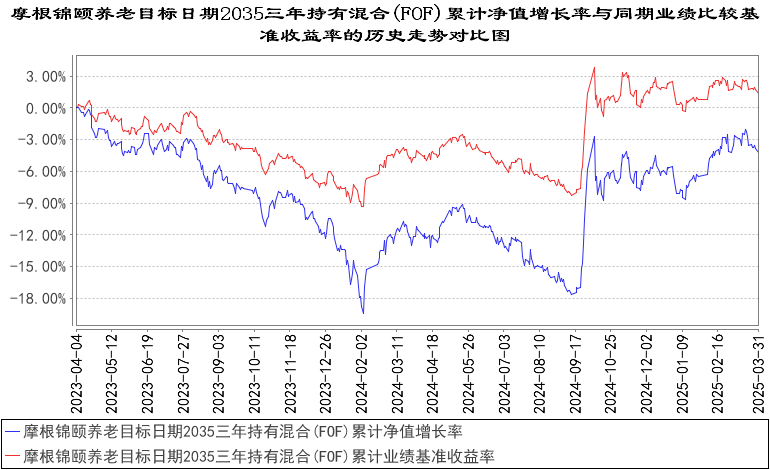 摩根锦颐养老目标日期2035三年持有混合(FOF)累计净值增长率与同期业绩比较基
准收益率的历史走势对比图
3.00%
0.00%
-3.00%
-6.00%
-9.00%
-12.00%
-15.00%
-18.00%
2023-04-04 2023-05-12 2023-06-19 2023-07-27 2023-09-03 2023-10-11 2023-11-18 2023-12-26 2024-02-02 2024-03-11 2024-04-18 2024-05-26 2024-07-03 2024-08-10 2024-09-17 2024-10-25 2024-12-02 2025-01-09 2025-02-16 2025-03-31
摩根锦颐养老目标日期2035三年持有混合(FOF)累计净值增长率
摩根锦颐养老目标日期2035三年持有混合(FOF)累计业绩基准收益率